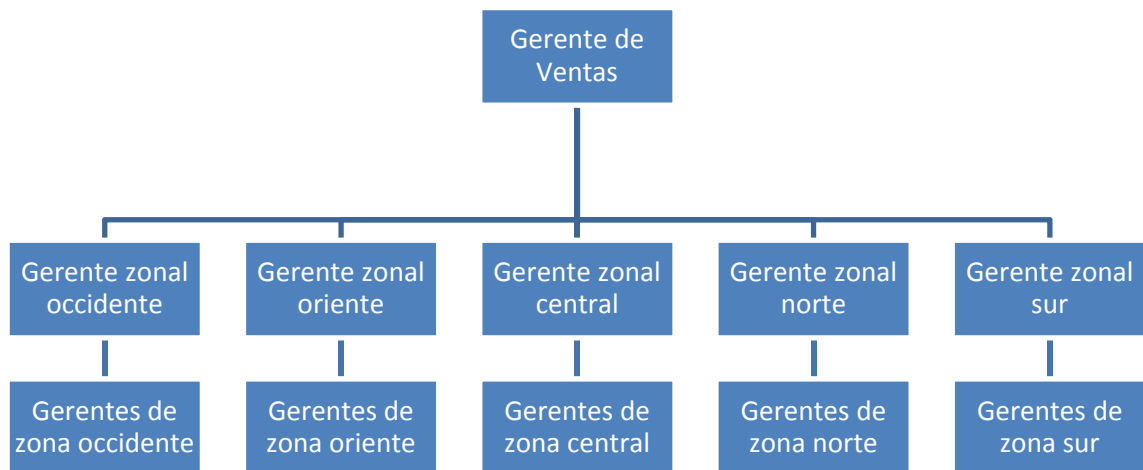 Gerente de
Ventas
Gerente zonal
occidente
Gerente zonal
oriente
Gerente zonal
central
Gerente zonal
norte
Gerente zonal
sur
Gerentes de
zona occidente
Gerentes de
zona oriente
Gerentes de
zona central
Gerentes de
zona norte
Gerentes de
zona sur